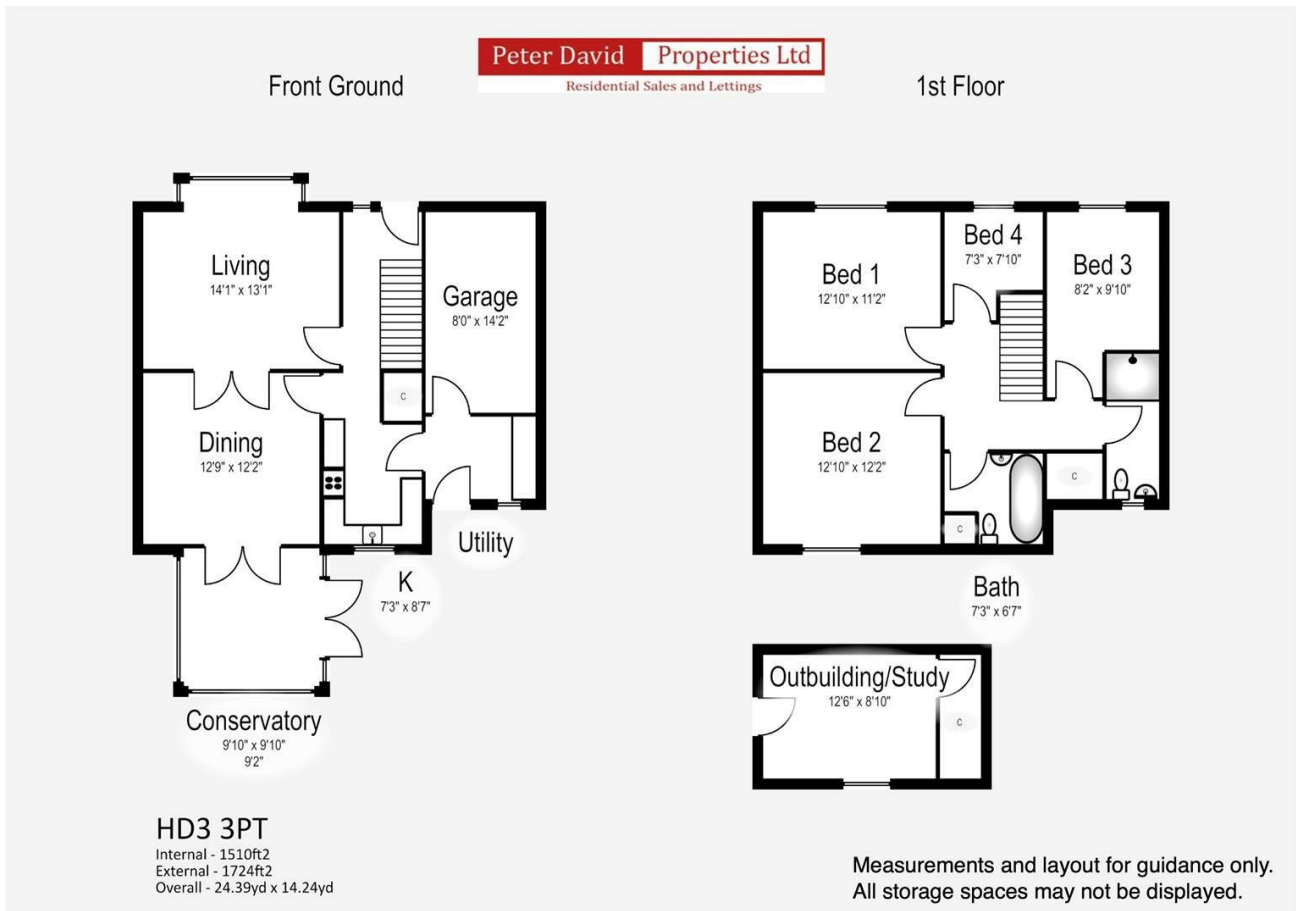 Peter David Properties Ltd
Residential Sales and Lettings
Front Ground
1st Floor
Living
14'1" x 13'1"
Garage
8'0" x 14'2"
C
Dining
12'9" x 12'2"
Utility
K
7'3" x 8'7"
Conservatory
9'10" x 9'10"
9'2"
Bed 1
12'10" x 11'2"
Bed 4
7'3" x 7'10"
Bed 3
8'2" x 9'10"
Bed 2
12'10" x 12'2"
C
C
Bath
7'3" x 6'7"
Outbuilding/Study
12'6" x 8'10"
C
HD3 3PT
Internal - 1510ft2
External - 1724ft2
Overall - 24.39yd x 14.24yd
Measurements and layout for guidance only.
All storage spaces may not be displayed.